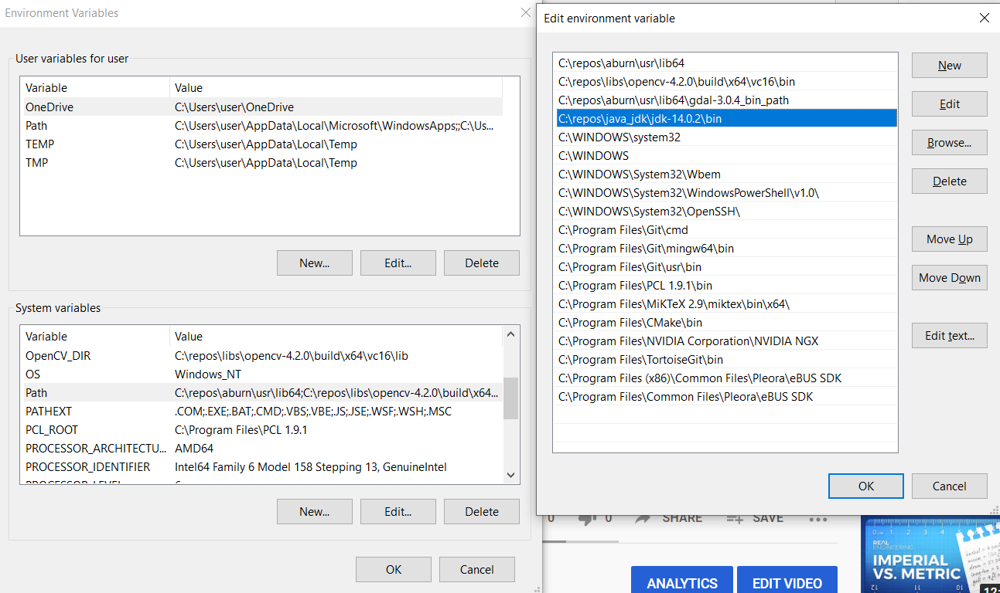 Environment Variables
User variables for user
Variable Value
OneDrive C:\Users\user\OneDrive
Path C:\Users\user\AppData\Local\Microsoft\WindowsApps;;C:\Us...
TEMP C:\Users\user\AppData\Local\Temp
TMP C:\Users\user\AppData\Local\Temp
New... Edit... Delete
System variables
Variable Value
OpenCV_DIR C:\repos\libs\opencv-4.2.0\build\x64\vc16\lib
OS Windows_NT
Path C:\repos\aburn\usr\lib64;C:\repos\libs\opencv-4.2.0\build\x64...
PATHEXT .COM;.EXE;.BAT;.CMD;.VBS;.VBE;.JS;.JSE;.WSF;.WSH;.MSC
PCL_ROOT C:\Program Files\PCL 1.9.1
PROCESSOR_ARCHITECTU... AMD64
PROCESSOR_IDENTIFIER Intel64 Family 6 Model 158 Stepping 13, GenuineIntel
New... Edit... Delete
OK Cancel
Edit environment variable
C:\repos\aburn\usr\lib64
C:\repos\libs\opencv-4.2.0\build\x64\vc16\bin
C:\repos\aburn\usr\lib64\gdal-3.0.4_bin_path
C:\repos\java_jdk\jdk-14.0.2\bin
C:\WINDOWS\system32
C:\WINDOWS
C:\WINDOWS\System32\Wbem
C:\WINDOWS\System32\WindowsPowerShell\v1.0\
C:\WINDOWS\System32\OpenSSH\
C:\Program Files\Git\cmd
C:\Program Files\Git\mingw64\bin
C:\Program Files\Git\usr\bin
C:\Program Files\PCL 1.9.1\bin
C:\Program Files\MiKTeX 2.9\miktex\bin\x64\
C:\Program Files\CMake\bin
C:\Program Files\NVIDIA Corporation\NVIDIA NGX
C:\Program Files\TortoiseGit\bin
C:\Program Files (x86)\Common Files\Pleora\eBUS SDK
C:\Program Files\Common Files\Pleora\eBUS SDK
New
Edit
Browse...
Delete
Move Up
Move Down
Edit text...
OK Cancel
0 0 SHARE SAVE
ANALYTICS EDIT VIDEO
0 1 2 3 4
REAL
ENGINEERING
IMPERIAL
VS. METRIC
12 11 10
12: